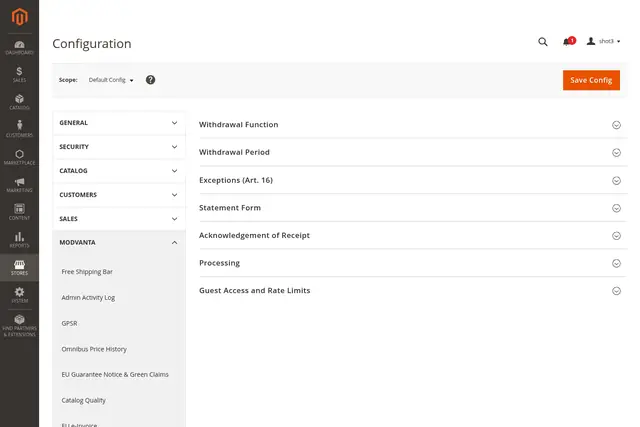 Configuration
1
shot3
Scope:
Default Config
?
Save Config
DASHBOARD
$
SALES
CATALOG
CUSTOMERS
MARKETPLACE
MARKETING
CONTENT
REPORTS
STORES
SYSTEM
FIND PARTNERS
& EXTENSIONS
GENERAL
SECURITY
CATALOG
CUSTOMERS
SALES
MODVANTA
Free Shipping Bar
Admin Activity Log
GPSR
Omnibus Price History
EU Guarantee Notice & Green Claims
Catalog Quality
EU e-Invoice
Withdrawal Function
Withdrawal Period
Exceptions (Art. 16)
Statement Form
Acknowledgement of Receipt
Processing
Guest Access and Rate Limits